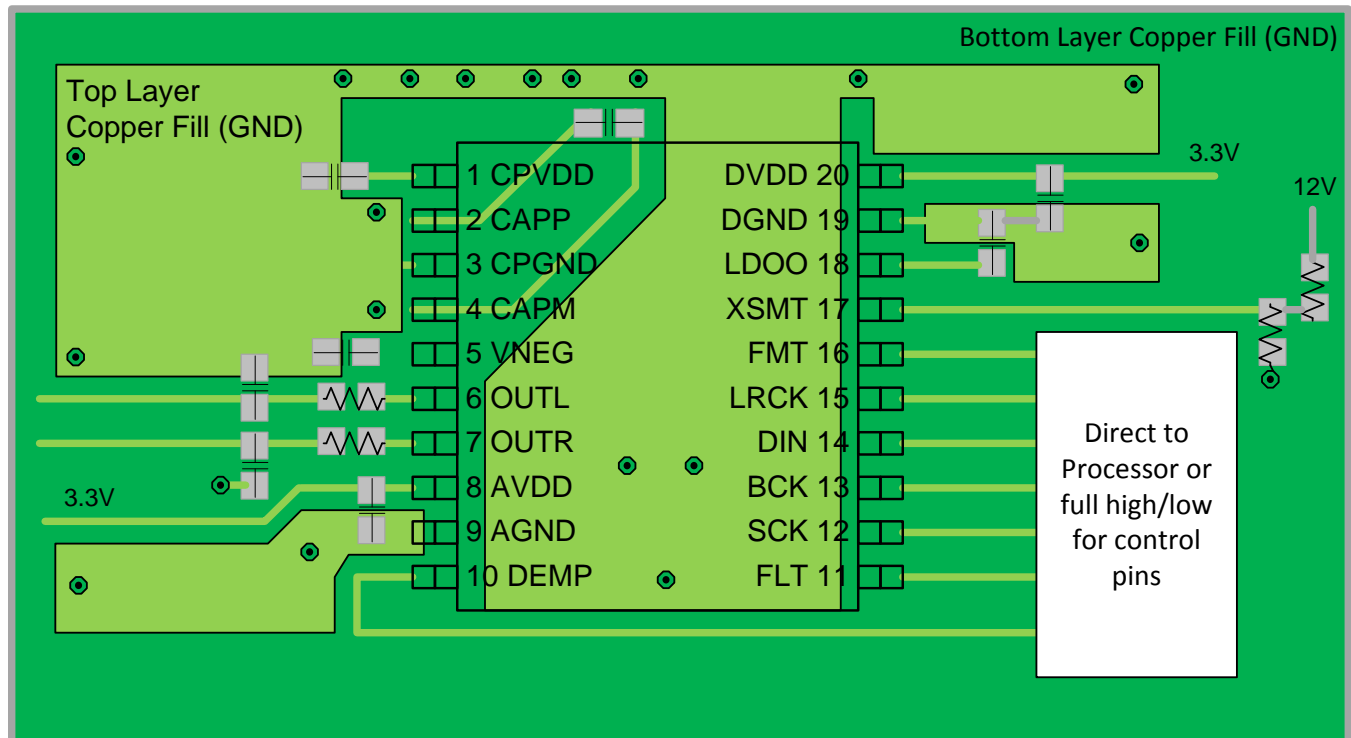 Bottom Layer Copper Fill (GND)
Top Layer
Copper Fill (GND)
3.3V
12V
1 CPVDD
2 CAPP
3 CPGND
4 CAPM
5 VNEG
6 OUTL
7 OUTR
8 AVDD
9 AGND
10 DEMP
DVDD 20
DGND 19
LDOO 18
XSMT 17
FMT 16
LRCK 15
DIN 14
BCK 13
SCK 12
FLT 11
3.3V
Direct to
Processor or
full high/low
for control
pins